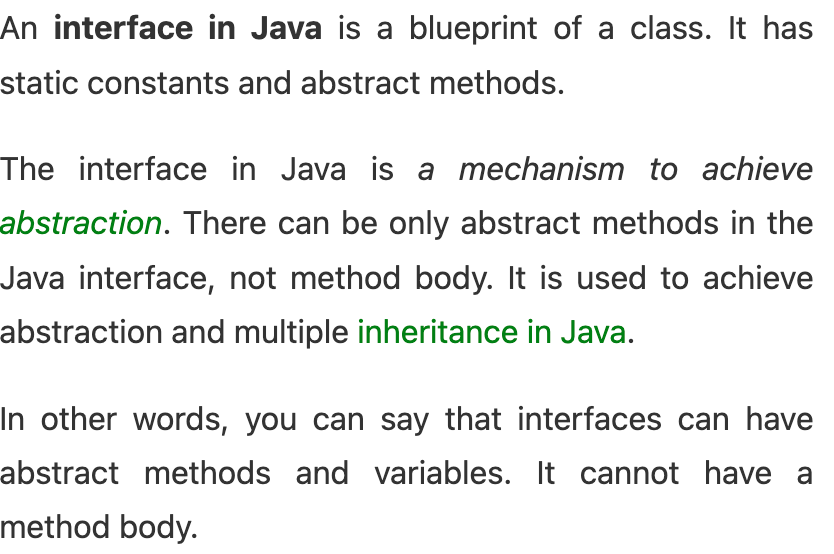 An interface in Java is a blueprint of a class. It has
static constants and abstract methods.
The interface in Java is a mechanism to achieve
abstraction. There can be only abstract methods in the
Java interface, not method body. It is used to achieve
abstraction and multiple inheritance in Java.
In other words, you can say that interfaces can have
abstract methods and variables. It cannot have a
method body.